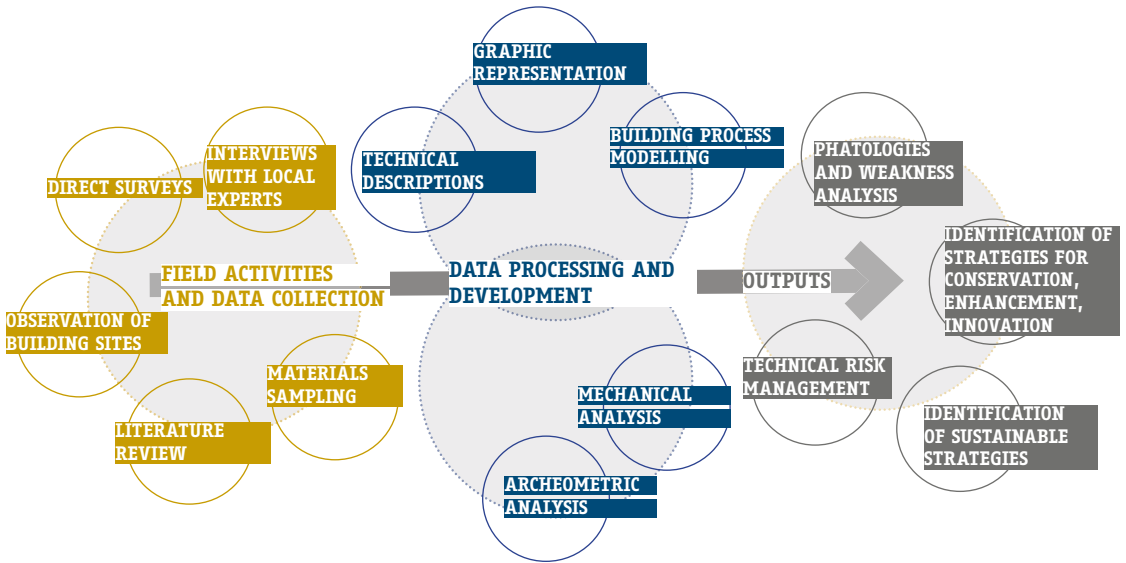 DIRECT SURVEYS
INTERVIEWS
WITH LOCAL
EXPERTS
FIELD ACTIVITIES
AND DATA COLLECTION
OBSERVATION OF
BUILDING SITES
MATERIALS
SAMPLING
LITERATURE
REVIEW
GRAPHIC
REPRESENTATION
TECHNICAL
DESCRIPTIONS
BUILDING PROCESS
MODELLING
DATA PROCESSING AND
DEVELOPMENT
MECHANICAL
ANALYSIS
ARCHEOMETRIC
ANALYSIS
PHATOLOGIES
AND WEAKNESS
ANALYSIS
OUTPUTS
IDENTIFICATION OF
STRATEGIES FOR
CONSERVATION,
ENHANCEMENT,
INNOVATION
TECHNICAL RISK
MANAGEMENT
IDENTIFICATION
OF SUSTAINABLE
STRATEGIES